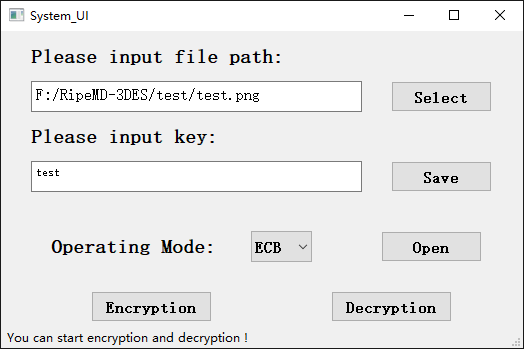 System_UI
Please input file path:
F:/RipeMD-3DES/test/test.png
Select
Please input key:
test
Save
Operating Mode:
ECB
Open
Encryption
Decryption
You can start encryption and decryption !